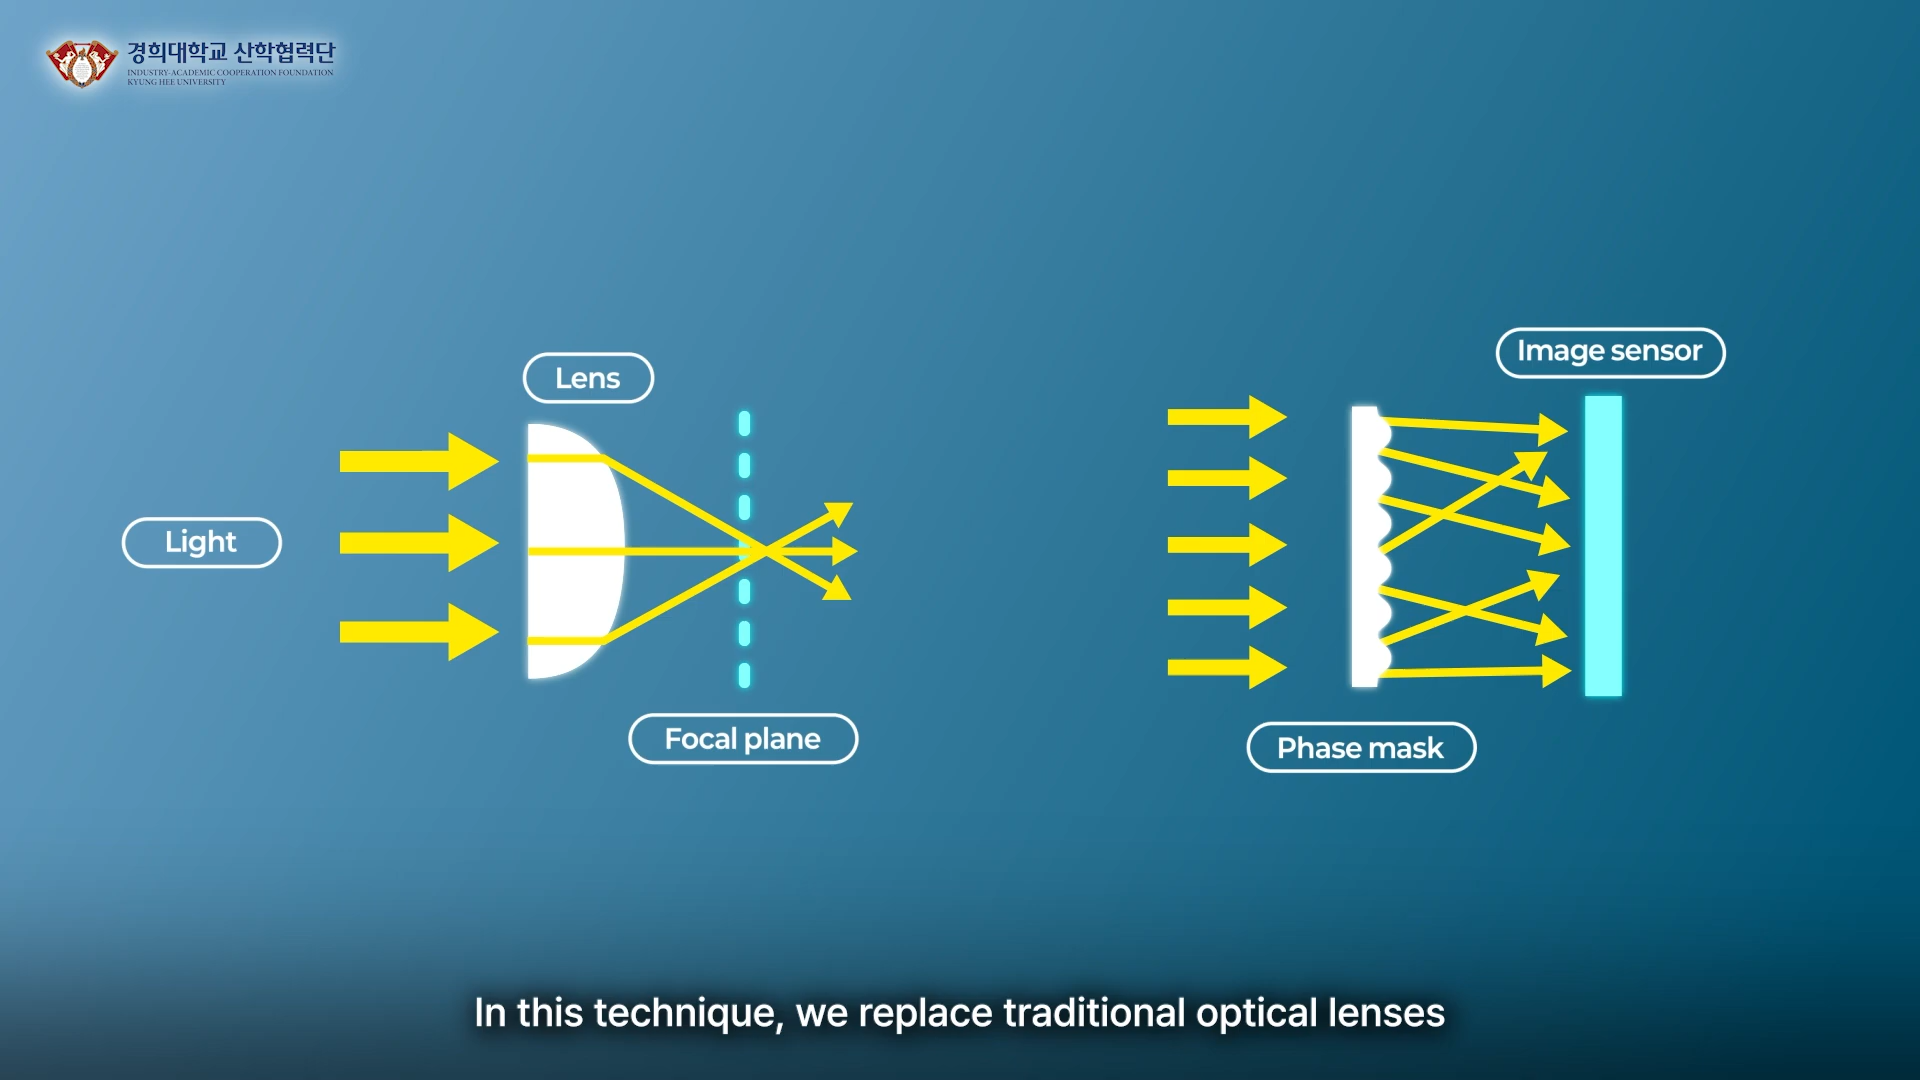 경희대학교 산학협력단
INDUSTRY-ACADEMIC COOPERATION FOUNDATION
KYUNG HEE UNIVERSITY
Lens
Light
Focal plane
Image sensor
Phase mask
In this technique, we replace traditional optical lenses